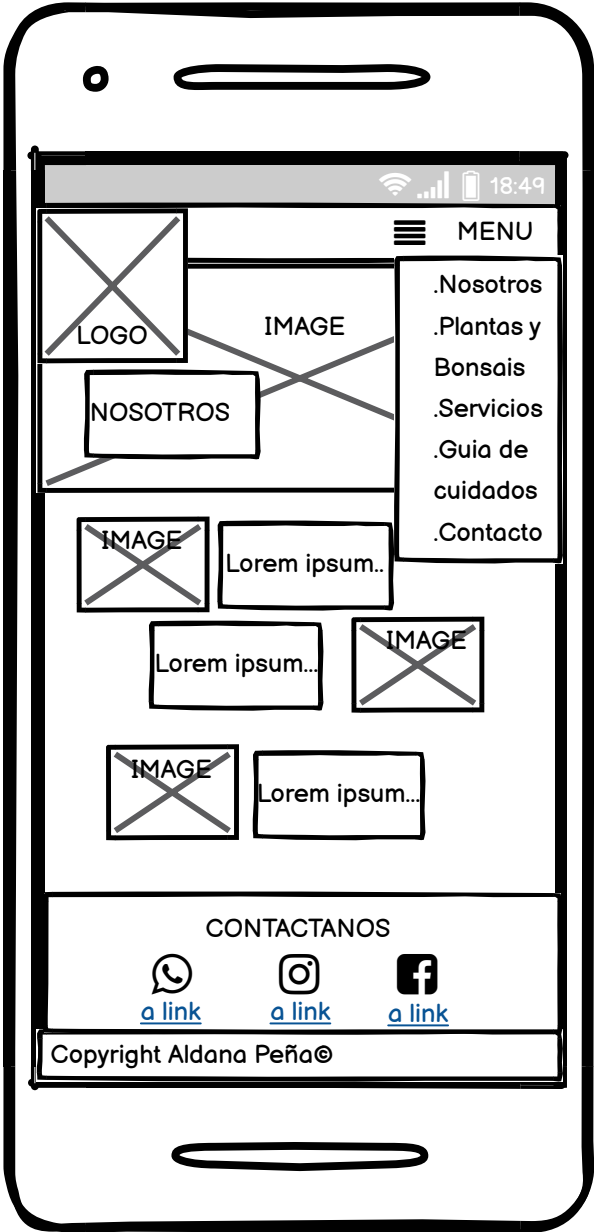 18:49
MENU
LOGO
IMAGE
NOSOTROS
.Nosotros
.Plantas y
Bonsais
.Servicios
.Guia de
cuidados
.Contacto
IMAGE
Lorem ipsum..
Lorem ipsum...
IMAGE
IMAGE
Lorem ipsum...
CONTACTANOS
a link
a link
a link
Copyright Aldana Peña©